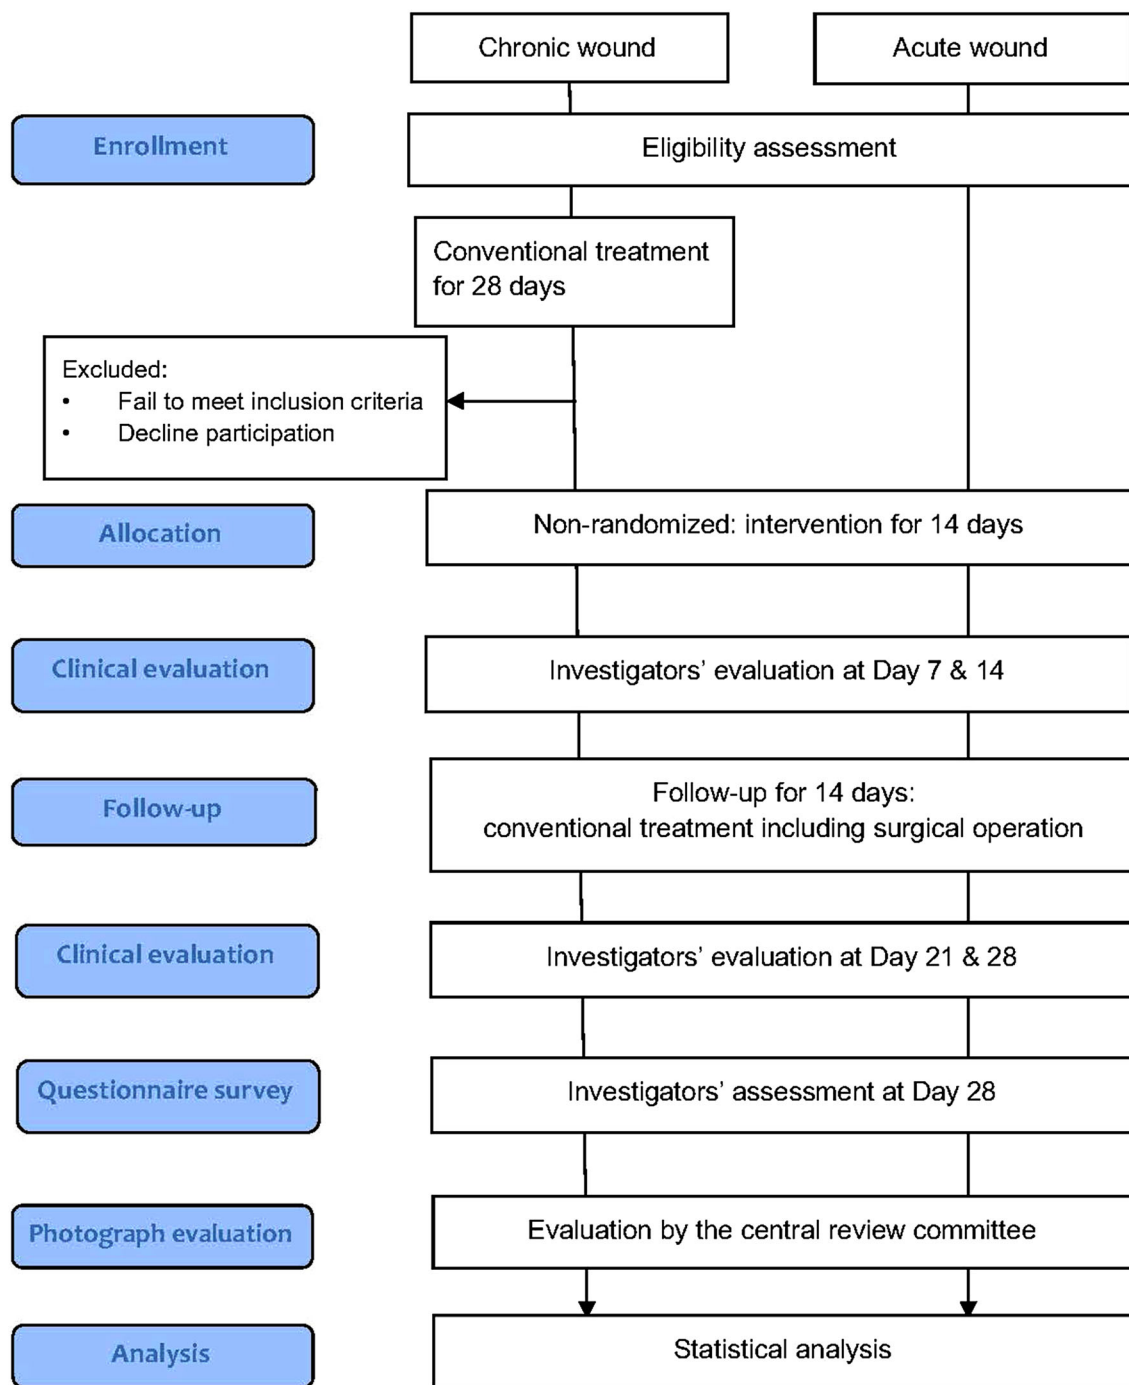 Chronic wound
Acute wound
Enrollment
Eligibility assessment
Conventional treatment
for 28 days
Excluded:
• Fail to meet inclusion criteria
• Decline participation
Allocation
Non-randomized: intervention for 14 days
Clinical evaluation
Investigators’ evaluation at Day 7 & 14
Follow-up
Follow-up for 14 days:
conventional treatment including surgical operation
Clinical evaluation
Investigators’ evaluation at Day 21 & 28
Questionnaire survey
Investigators’ assessment at Day 28
Photograph evaluation
Evaluation by the central review committee
Analysis
Statistical analysis